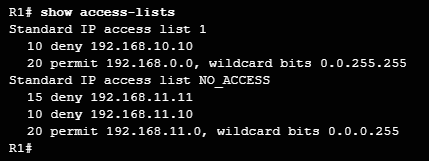 R1# show access-lists
Standard IP access list 1
10 deny 192.168.10.10
20 permit 192.168.0.0, wildcard bits 0.0.255.255
Standard IP access list NO_ACCESS
15 deny 192.168.11.11
10 deny 192.168.11.10
20 permit 192.168.11.0, wildcard bits 0.0.0.255
R1#